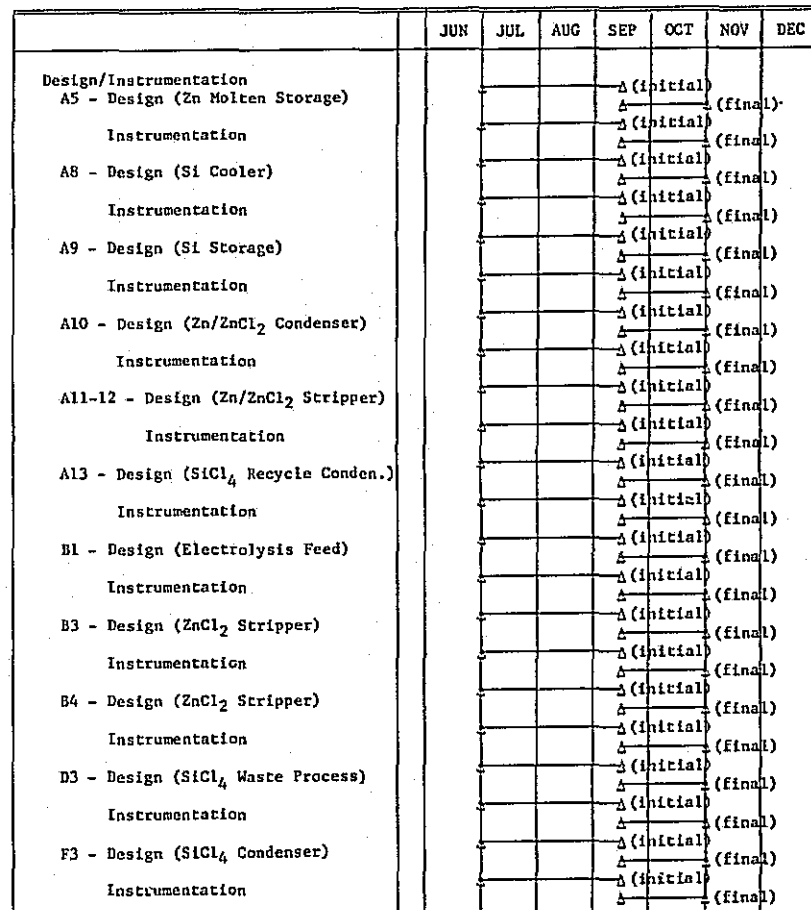 JUN JUL AUG SEP OCT NOV DEC
Design/Instrumentation
(initial)
A5 - Design (Zn Molten Storage)
(final)
(initial)
Instrumentation
(final)
(initial)
A8 - Design (Si Cooler)
(final)
(initial)
Instrumentation
(final)
(initial)
A9 - Design (Si Storage)
(final)
(initial)
Instrumentation
(final)
(initial)
A10 - Design (Zn/ZnCl₂ Condenser)
(final)
(initial)
Instrumentation
(final)
(initial)
A11-12 - Design (Zn/ZnCl₂ Stripper)
(final)
(initial)
Instrumentation
(final)
(initial)
A13 - Design (SiCl₄ Recycle Conden.)
(final)
(initial)
Instrumentation
(final)
(initial)
B1 - Design (Electrolysis Feed)
(final)
(initial)
Instrumentation
(final)
(initial)
B3 - Design (ZnCl₂ Stripper)
(final)
(initial)
Instrumentation
(final)
(initial)
B4 - Design (ZnCl₂ Stripper)
(final)
(initial)
Instrumentation
(final)
(initial)
D3 - Design (SiCl₄ Waste Process)
(final)
(initial)
Instrumentation
(final)
(initial)
F3 - Design (SiCl₄ Condenser)
(final)
(initial)
Instrumentation
(final)